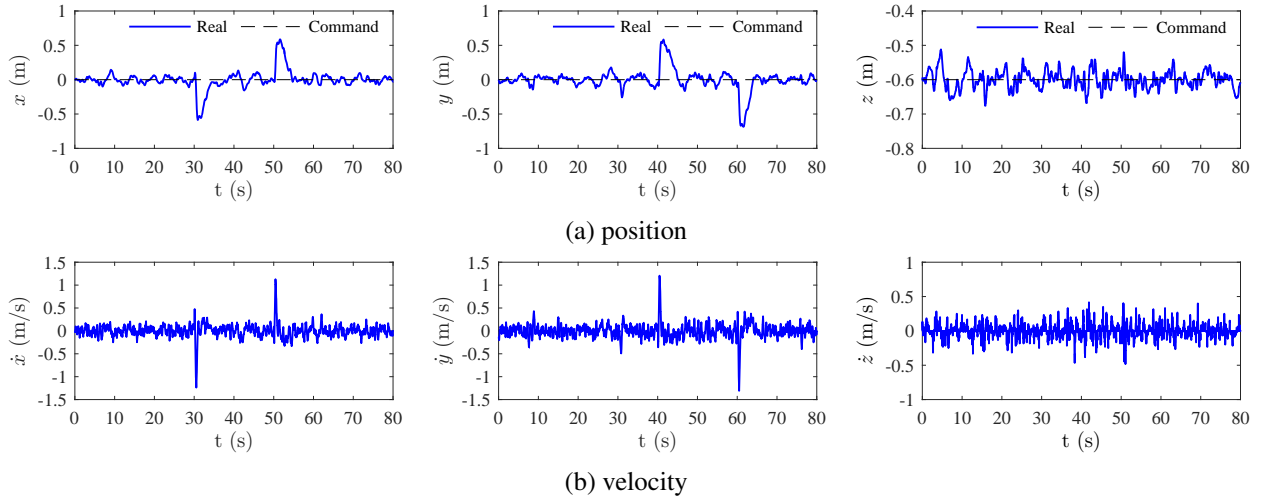 1
0.5
0
-0.5
-1
x (m)
Real
Command
0 10 20 30 40 50 60 70 80
t (s)
1
0.5
0
-0.5
-1
y (m)
Real
Command
0 10 20 30 40 50 60 70 80
t (s)
-0.4
-0.5
-0.6
-0.7
-0.8
z (m)
Real
Command
0 10 20 30 40 50 60 70 80
t (s)
(a) position
1.5
1
0.5
0
-0.5
-1
-1.5
ẋ (m/s)
0 10 20 30 40 50 60 70 80
t (s)
1.5
1
0.5
0
-0.5
-1
-1.5
ẏ (m/s)
0 10 20 30 40 50 60 70 80
t (s)
1
0.5
0
-0.5
-1
ż (m/s)
0 10 20 30 40 50 60 70 80
t (s)
(b) velocity